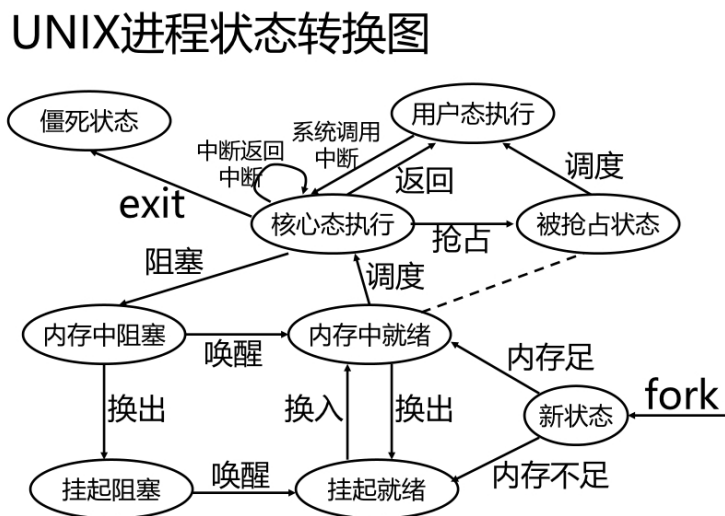 UNIX进程状态转换图
僵死状态
用户态执行
系统调用
中断
中断返回
中断
返回
调度
exit
核心态执行
抢占
被抢占状态
阻塞
调度
内存中阻塞
唤醒
内存中就绪
内存足
换出
换入
换出
新状态
fork
挂起阻塞
唤醒
挂起就绪
内存不足